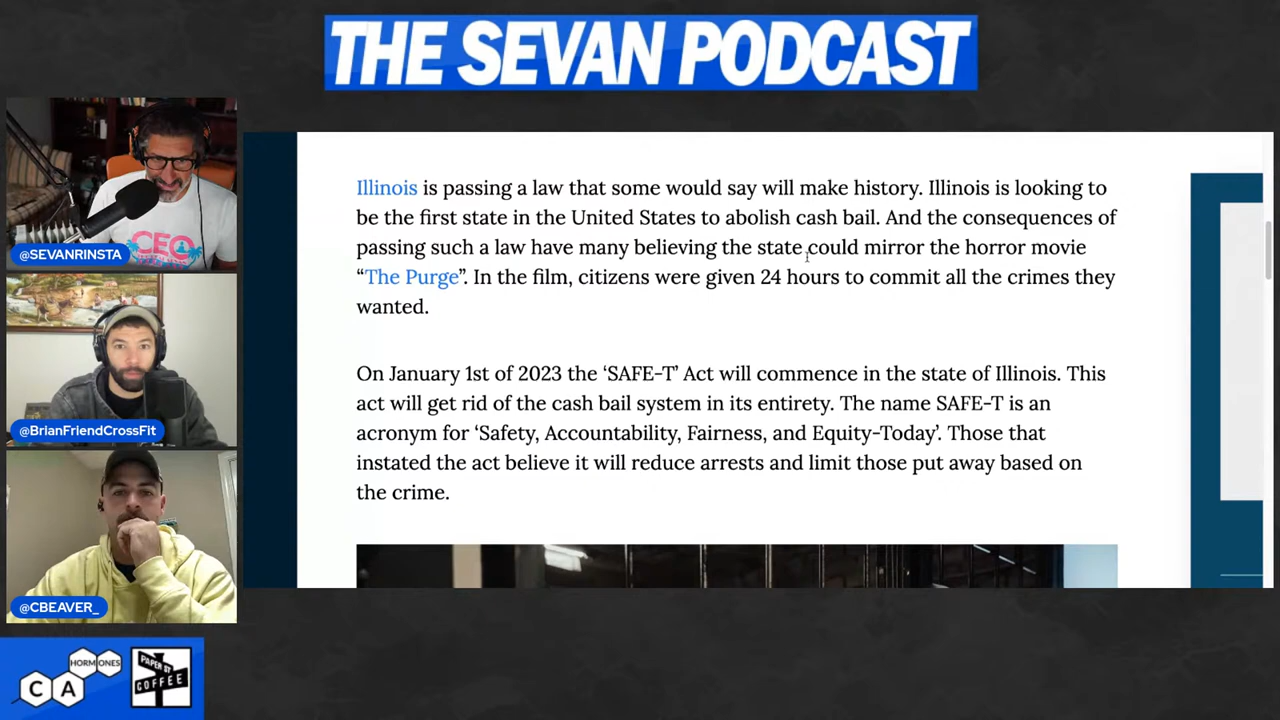 THE SEVAN PODCAST
Illinois is passing a law that some would say will make history. Illinois is looking to
be the first state in the United States to abolish cash bail. And the consequences of
passing such a law have many believing the state could mirror the horror movie
“The Purge”. In the film, citizens were given 24 hours to commit all the crimes they
wanted.
On January 1st of 2023 the ‘SAFE-T’ Act will commence in the state of Illinois. This
act will get rid of the cash bail system in its entirety. The name SAFE-T is an
acronym for ‘Safety, Accountability, Fairness, and Equity-Today’. Those that
instated the act believe it will reduce arrests and limit those put away based on
the crime.
CEO
@SEVANRINSTA
@BrianFriendCrossFit
@CBEAVER_
CA HORMONES
PAPER ST
COFFEE